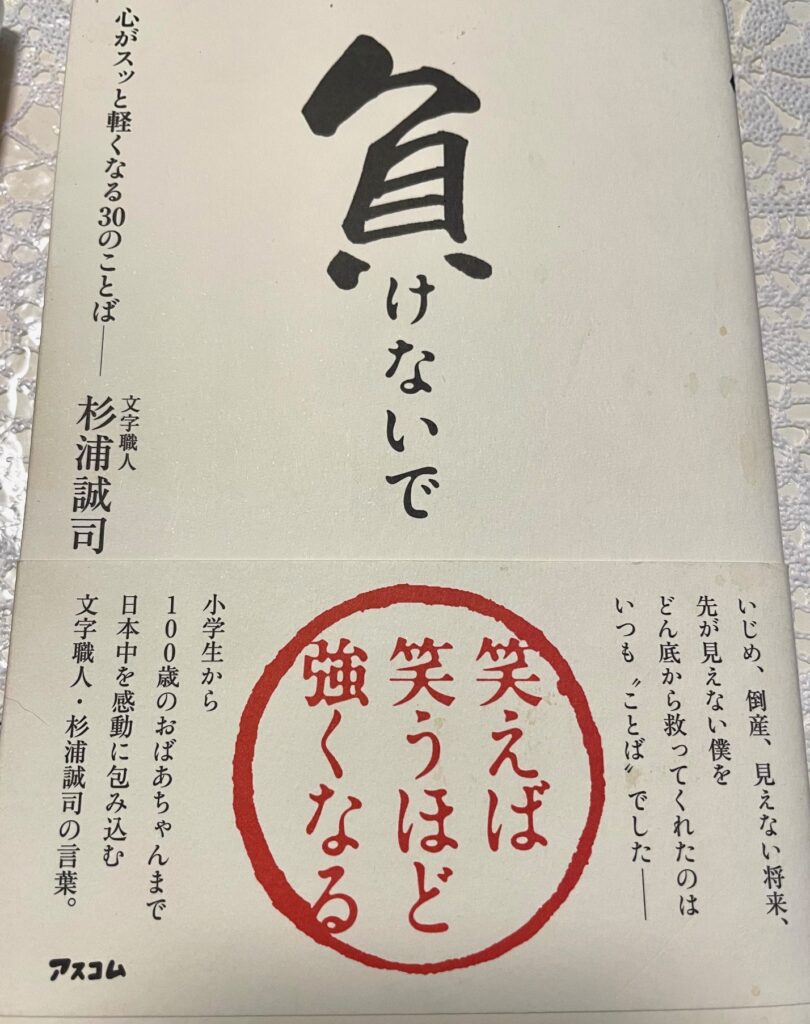 負けないで
心がスッと軽くなる30のことば――
文字職人
杉浦誠司
いじめ、倒産、見えない将来、
先が見えない僕を
どん底から救ってくれたのは
いつも〝ことば〟でした――
笑えば
笑うほど
強くなる
小学生から
100歳のおばあちゃんまで
日本中を感動に包み込む
文字職人・杉浦誠司の言葉。
アスコム